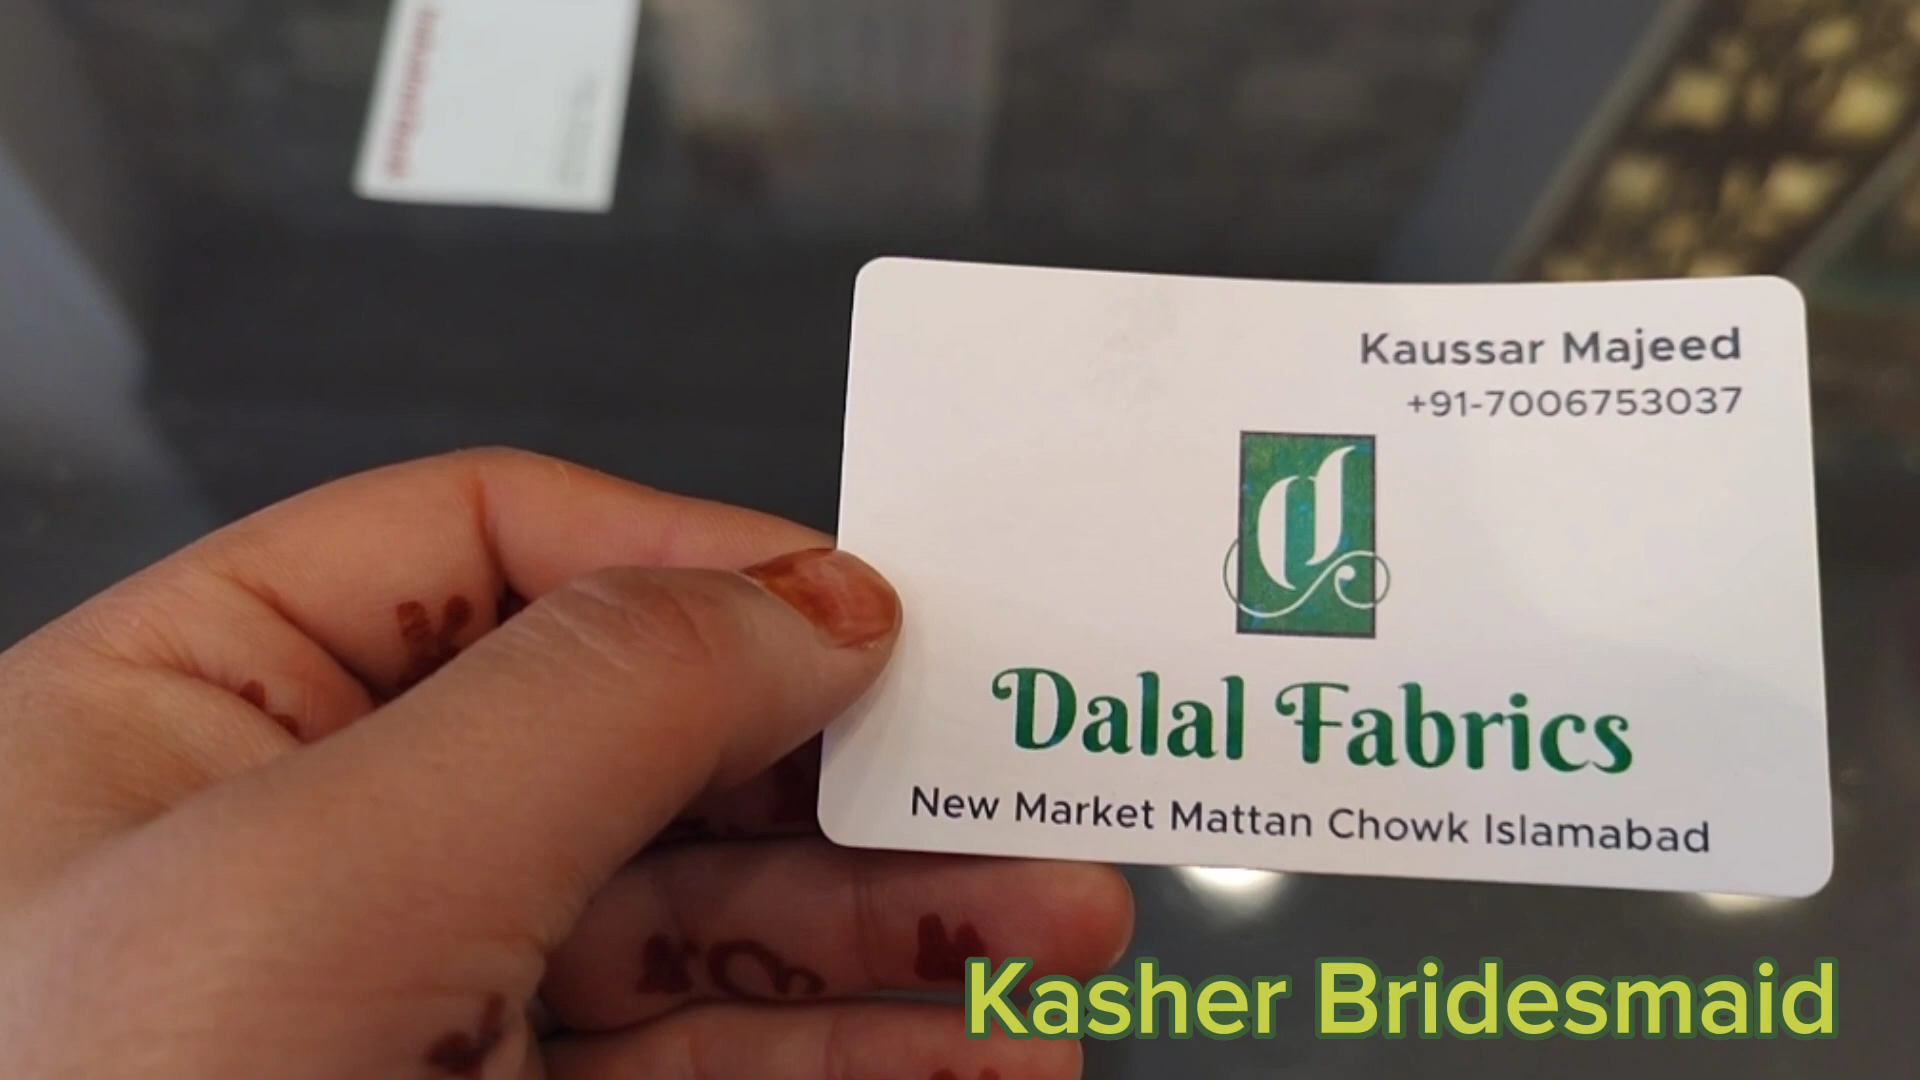 Kaussar Majeed
+91-7006753037
Dalal Fabrics
New Market Mattan Chowk Islamabad
Kasher Bridesmaid